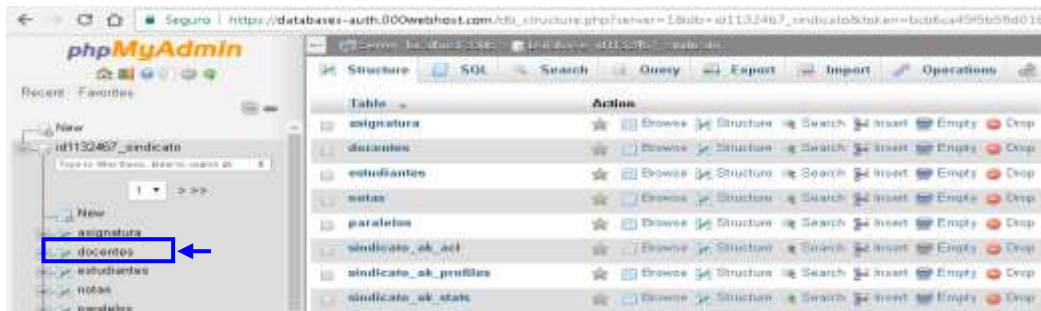 Seguro https://databases-auth.000webhost.com/db_structure.php?server=1&db=id1132467_sindicato&token=
phpMyAdmin
Recent Favorites
New
id1132467_sindicato
1 > >>
New
asignatura
docentes
estudiantes
notas
paralelos
Structure SQL Search Query Export Import Operations
Table Action
asignatura Browse Structure Search Insert Empty Drop
docentes Browse Structure Search Insert Empty Drop
estudiantes Browse Structure Search Insert Empty Drop
notas Browse Structure Search Insert Empty Drop
paralelos Browse Structure Search Insert Empty Drop
sindicato_ak_acl Browse Structure Search Insert Empty Drop
sindicato_ak_profiles Browse Structure Search Insert Empty Drop
sindicato_ak_stats Browse Structure Search Insert Empty Drop